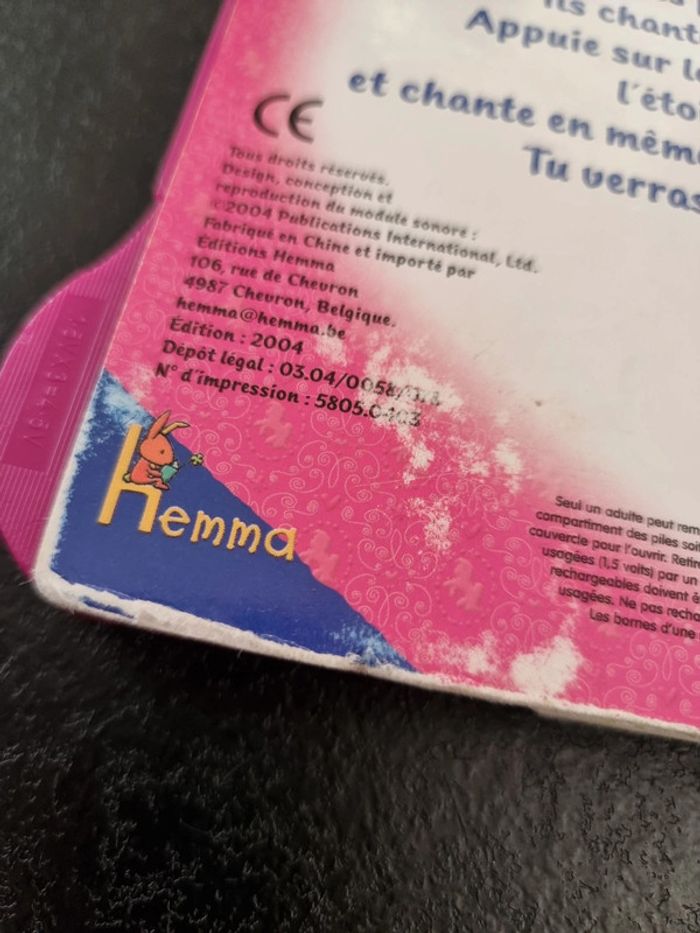 ils chant
Appuie sur l
l'éto
et chante en mêm
Tu verras
CE
Tous droits réservés.
Design, conception et
reproduction du module sonore :
©2004 Publications International, Ltd.
Fabriqué en Chine et importé par
Éditions Hemma
106, rue de Chevron
4987 Chevron, Belgique.
hemma@hemma.be
Édition : 2004
Dépôt légal : 03.04/0058/
N° d'impression : 5805.0403
hemma
Seul un adulte peut rem
compartiment des piles soi
couvercle pour l'ouvrir. Retir
usagées (1,5 volts) par un
rechargeables doivent ê
usagées. Ne pas recha
Les bornes d'une